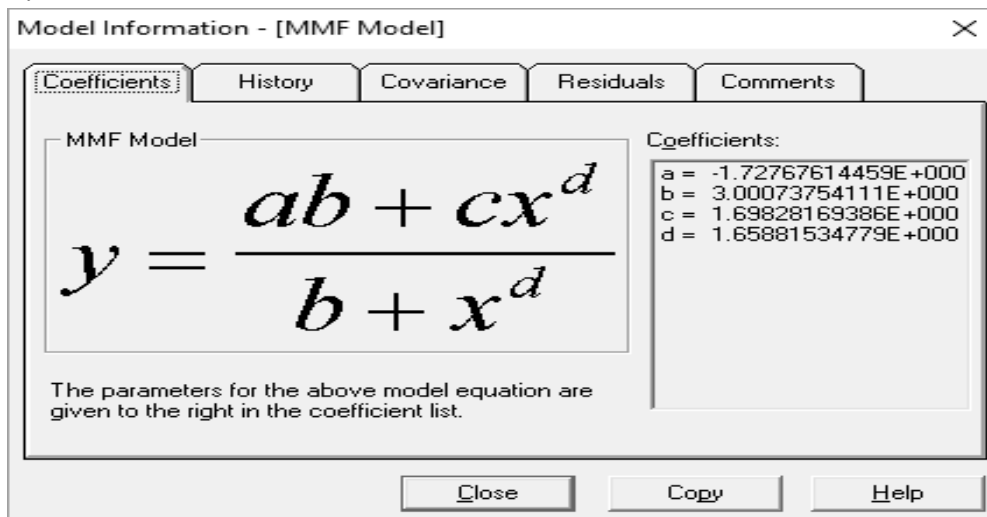 Model Information - [MMF Model]
Coefficients History Covariance Residuals Comments
MMF Model
y = \frac{ab + cx^d}{b + x^d}
Coefficients:
a = -1.72767614459E+000
b = 3.00073754111E+000
c = 1.69828169386E+000
d = 1.65881534779E+000
The parameters for the above model equation are
given to the right in the coefficient list.
Close Copy Help